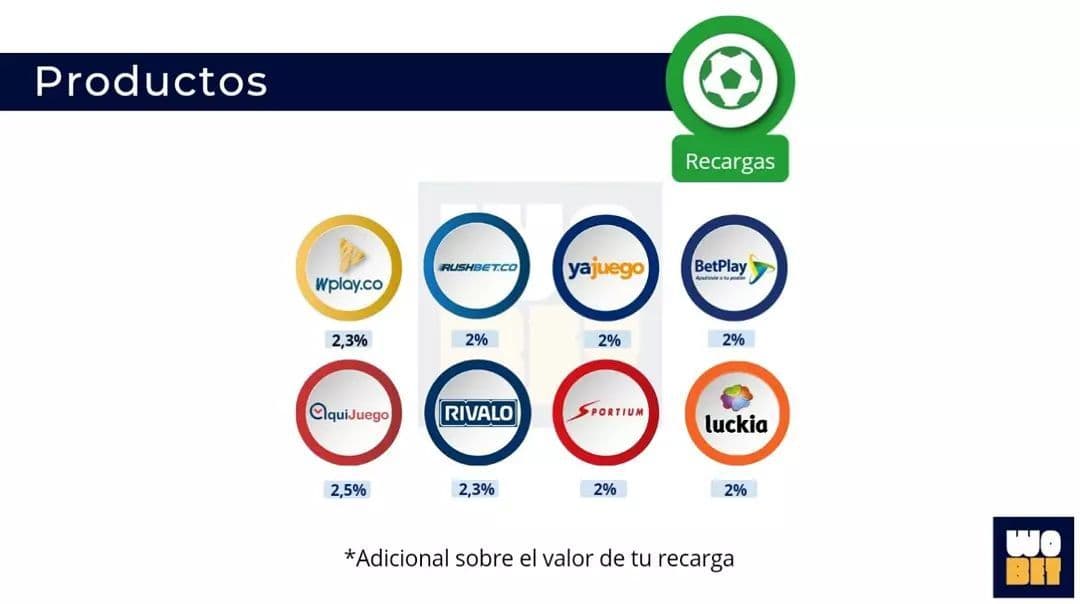 Productos
Recargas
Wplay.co
RUSHBET.CO
yajuego
BetPlay
2,3%
2%
2%
2%
aquiJuego
RIVALO
SPORTIUM
luckia
2,5%
2,3%
2%
2%
*Adicional sobre el valor de tu recarga
WO
BET